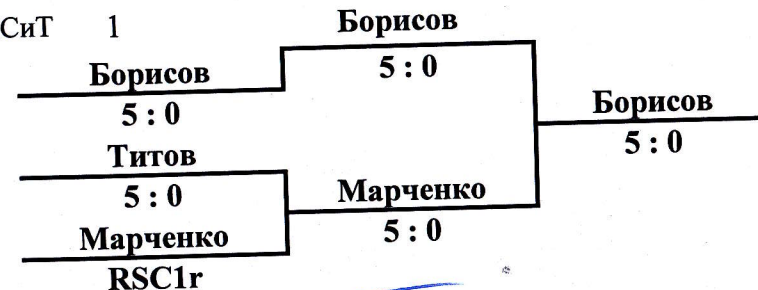 СиТ 1
Борисов
5 : 0
Борисов
5 : 0
Борисов
5 : 0
Титов
5 : 0
Марченко
5 : 0
Марченко
RSC1r